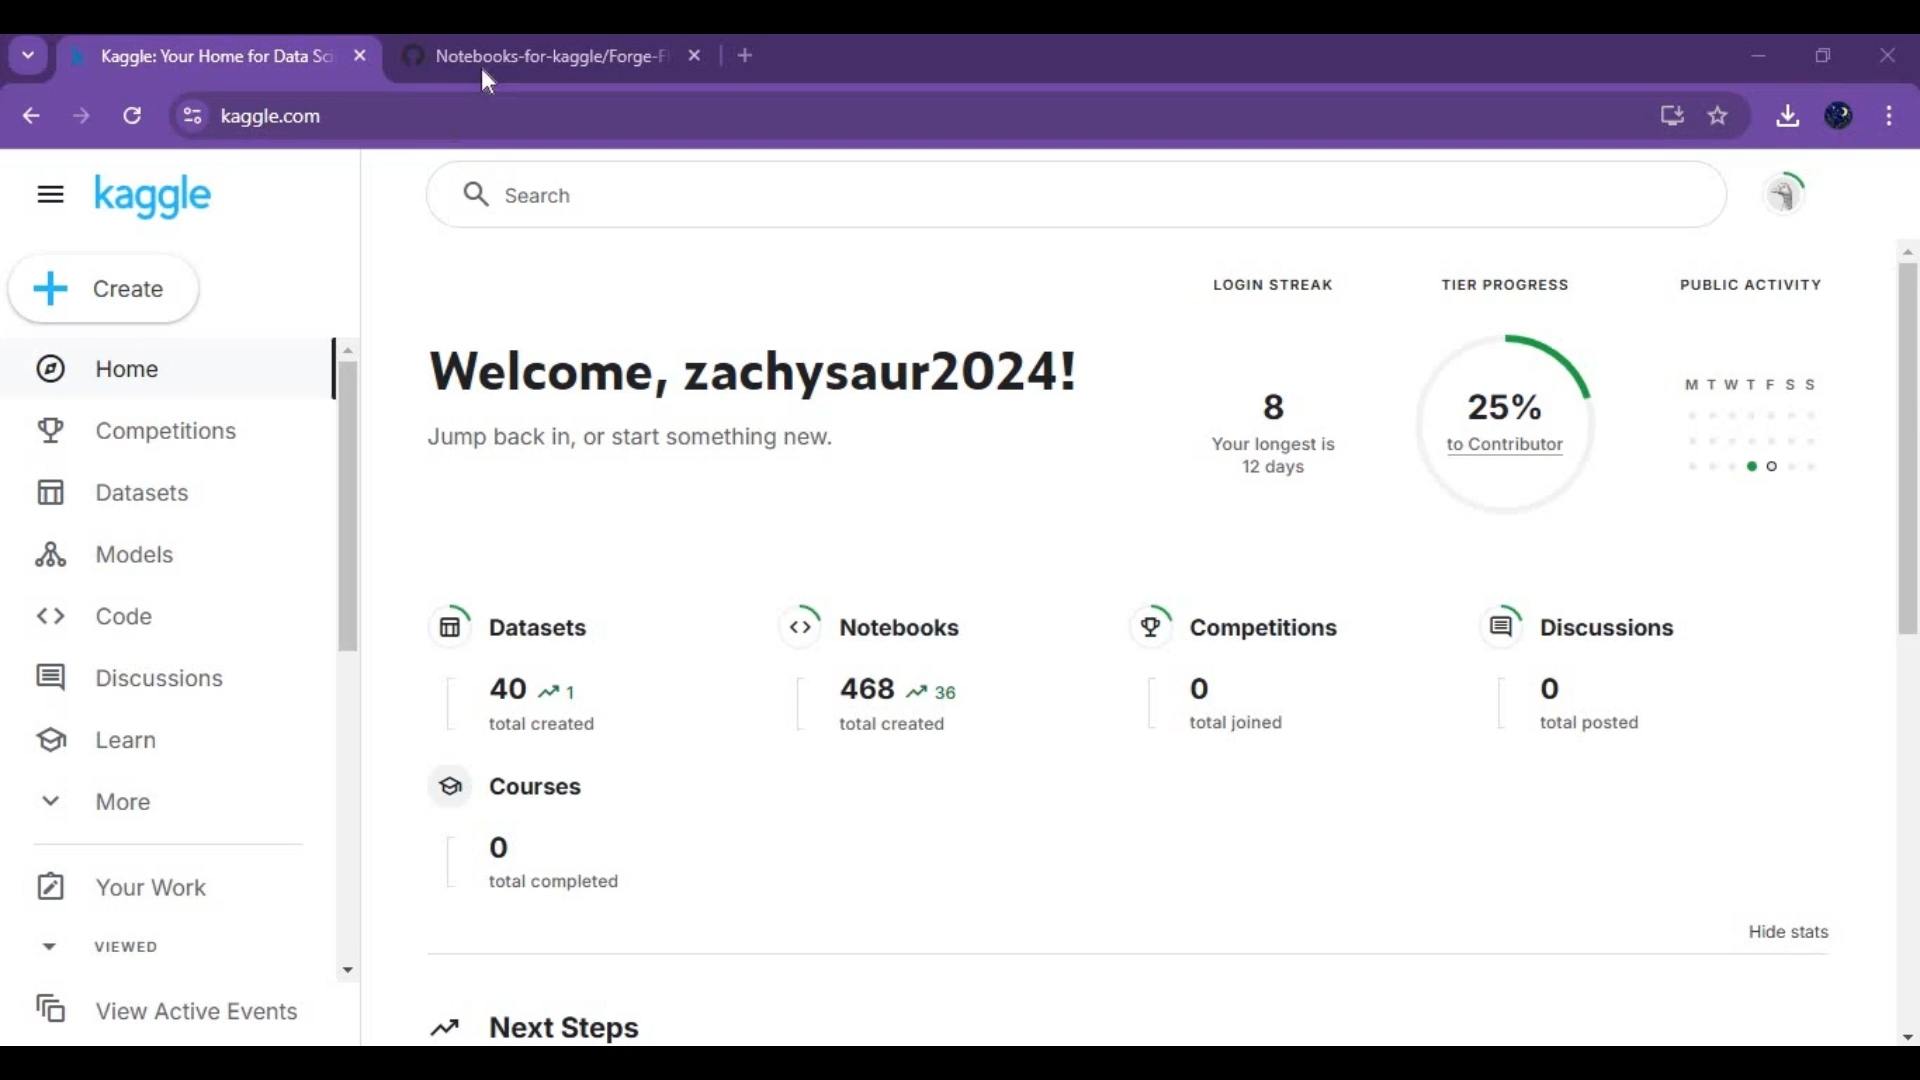 Kaggle: Your Home for Data Sci
Notebooks-for-kaggle/Forge-F
kaggle.com
kaggle
Search
Create
Home
Competitions
Datasets
Models
Code
Discussions
Learn
More
Your Work
VIEWED
View Active Events
LOGIN STREAK
TIER PROGRESS
PUBLIC ACTIVITY
Welcome, zachysaur2024!
Jump back in, or start something new.
8
Your longest is
12 days
25%
to Contributor
M T W T F S S
Datasets
40 1
total created
Notebooks
468 36
total created
Competitions
0
total joined
Discussions
0
total posted
Courses
0
total completed
Hide stats
Next Steps